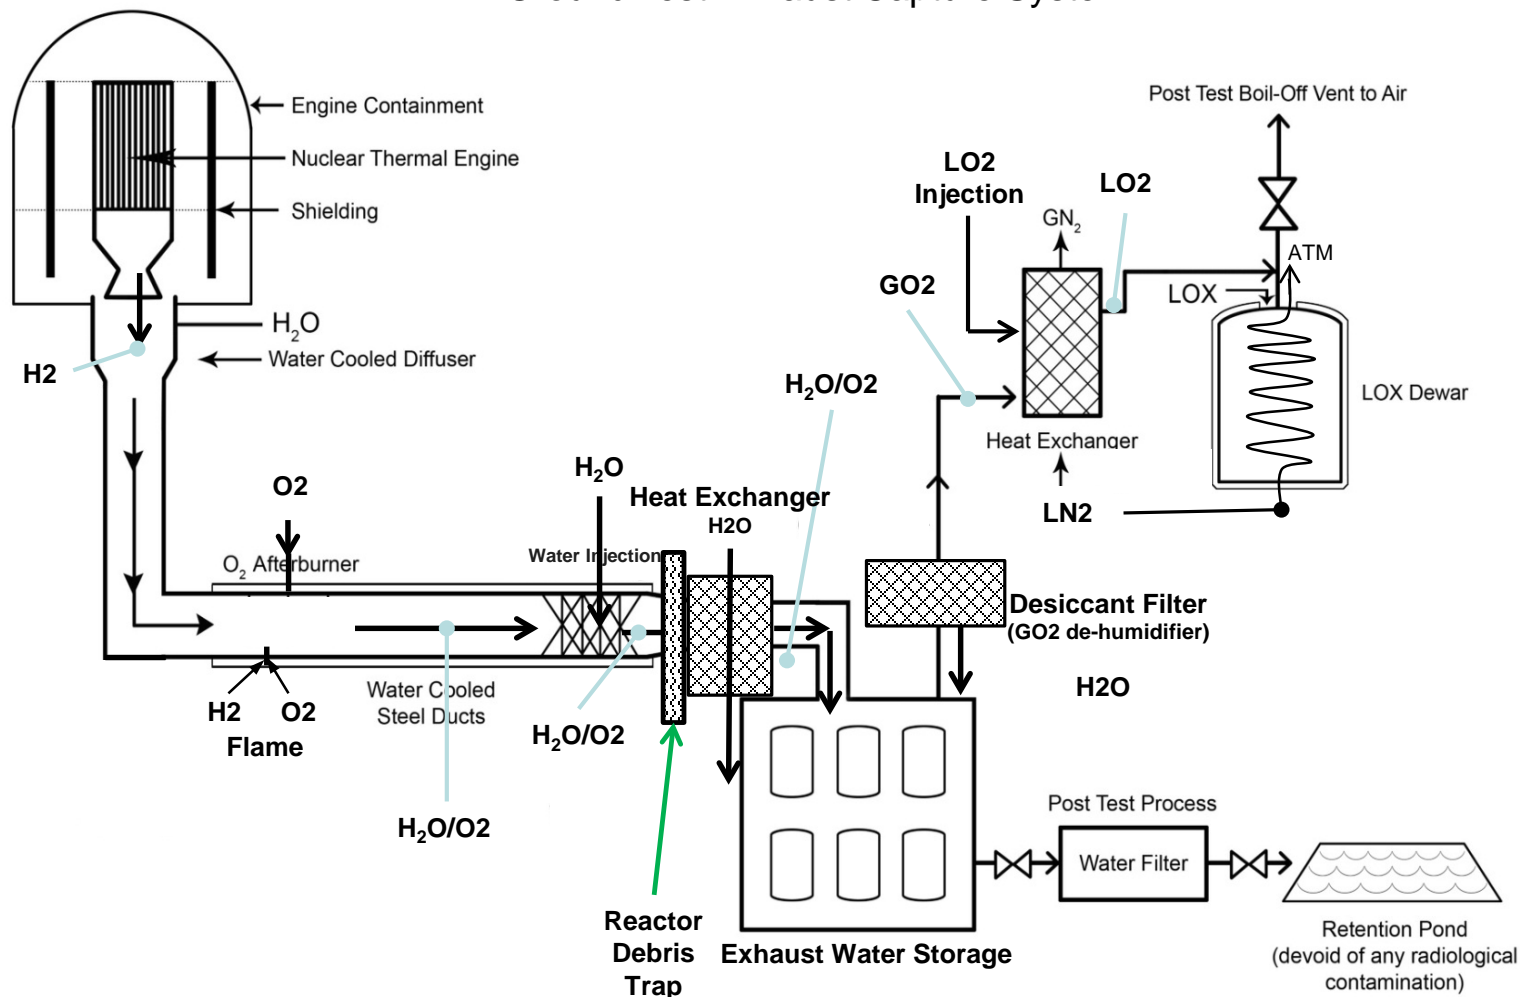 Engine Containment
Nuclear Thermal Engine
Shielding
H₂O
Water Cooled Diffuser
H2
O2
O₂ Afterburner
H2 O2
Flame
Water Cooled
Steel Ducts
H₂O/O2
H₂O
Water Injection
H₂O/O2
Heat Exchanger
H2O
H₂O/O2
Reactor
Debris
Trap
Exhaust Water Storage
GO2
LO2
Injection
GN₂
LO2
Heat Exchanger
LN2
Post Test Boil-Off Vent to Air
ATM
LOX
LOX Dewar
Desiccant Filter
(GO2 de-humidifier)
H2O
Post Test Process
Water Filter
Retention Pond
(devoid of any radiological
contamination)